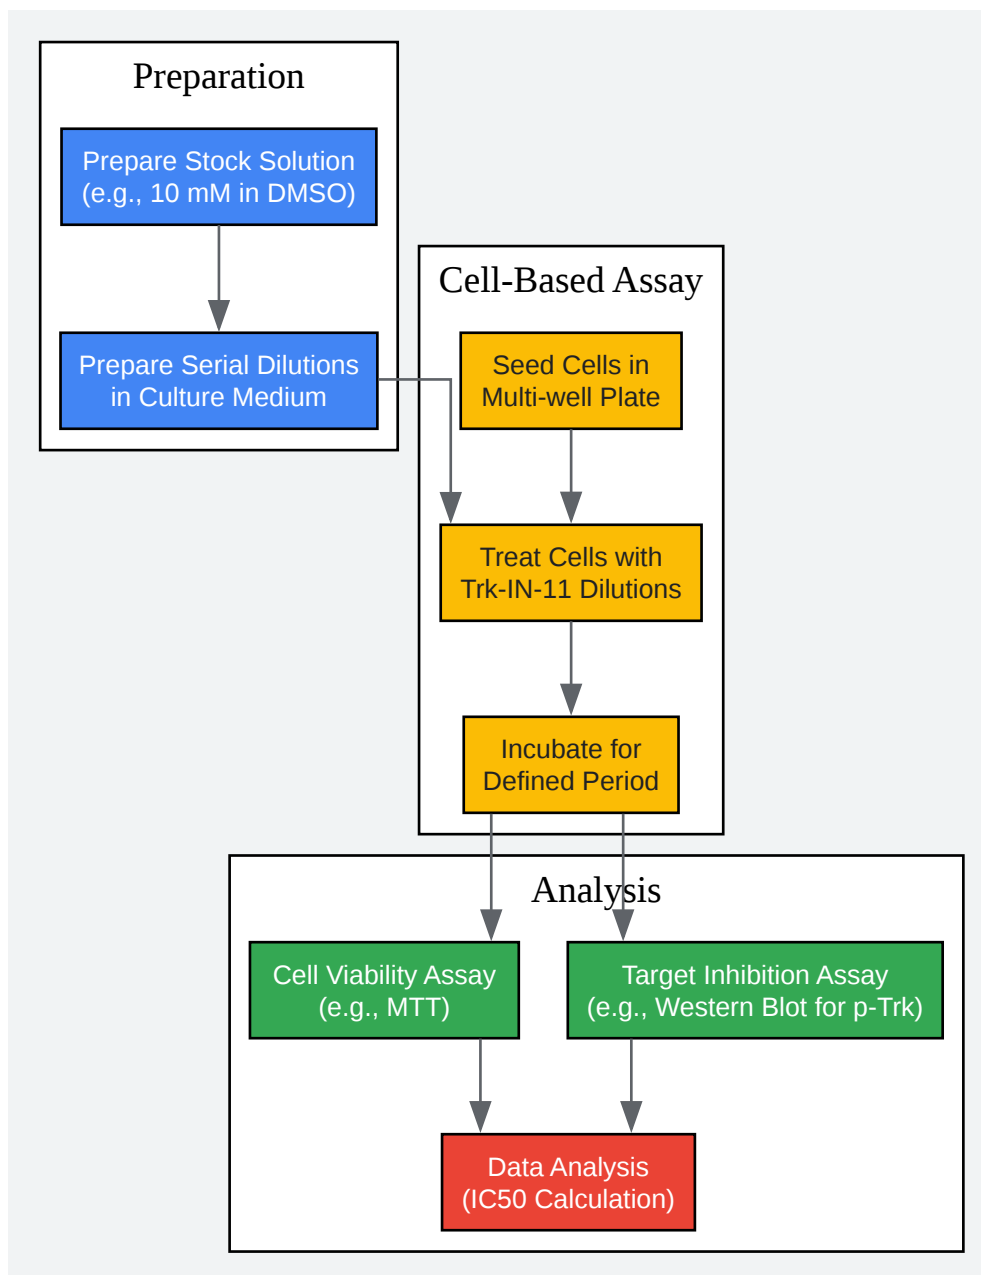 Preparation
Prepare Stock Solution
(e.g., 10 mM in DMSO)
Prepare Serial Dilutions
in Culture Medium
Cell-Based Assay
Seed Cells in
Multi-well Plate
Treat Cells with
Trk-IN-11 Dilutions
Incubate for
Defined Period
Analysis
Cell Viability Assay
(e.g., MTT)
Target Inhibition Assay
(e.g., Western Blot for p-Trk)
Data Analysis
(IC50 Calculation)